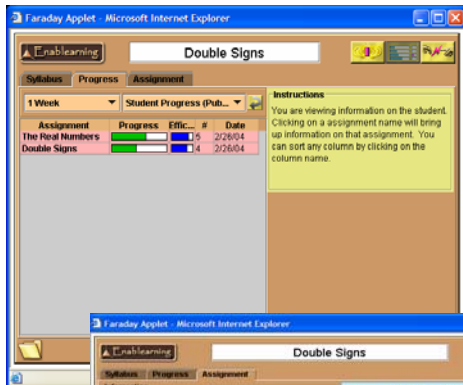 Faraday Applet - Microsoft Internet Explorer
Enablearning
Double Signs
Syllabus Progress Assignment
1 Week Student Progress (Pub...
Assignment Progress Effic... # Date
The Real Numbers 5 2/26/04
Double Signs 4 2/26/04
Instructions
You are viewing information on the student.
Clicking on a assignment name will bring
up information on that assignment. You
can sort any column by clicking on the
column name.
Faraday Applet - Microsoft Internet Explorer
Enablearning
Double Signs
Syllabus Progress Assignment